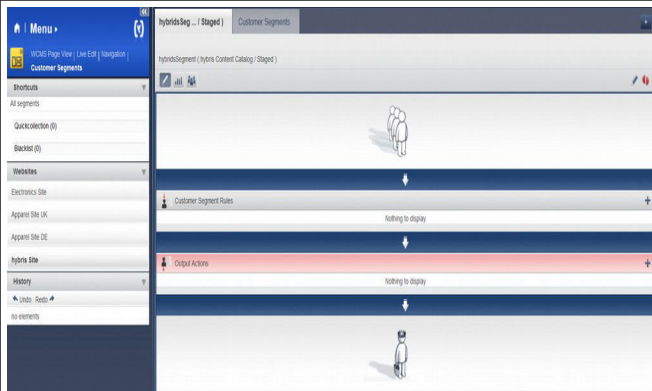 Menu
WCMS Page View | Live Edit | Navigation |
Customer Segments
Shortcuts
All segments
Quickcollection (0)
Blacklist (0)
Websites
Electronics Site
Apparel Site UK
Apparel Site DE
hybris Site
History
Undo Redo
no elements
hybridsSeg ... / Staged )
Customer Segments
hybridsSegment ( hybris Content Catalog / Staged )
Customer Segment Rules
Nothing to display
Output Actions
Nothing to display